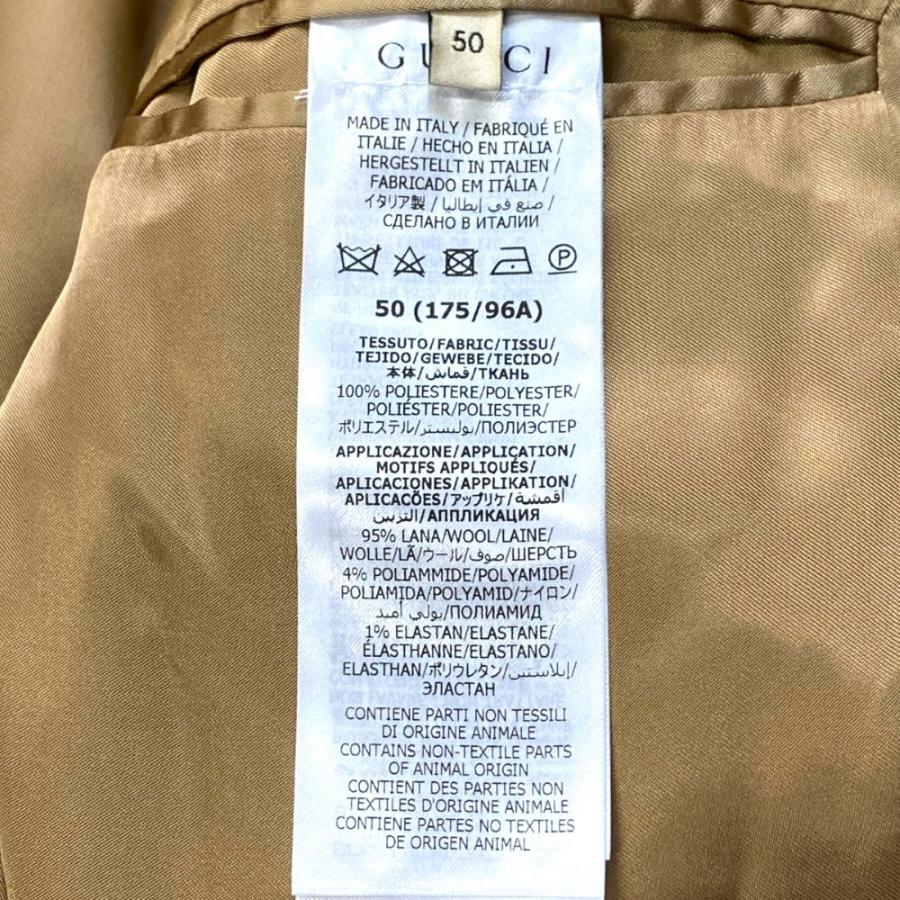 50
GUCCI
MADE IN ITALY / FABRIQUÉ EN
ITALIE / HECHO EN ITALIA /
HERGESTELLT IN ITALIEN /
FABRICADO EM ITÁLIA /
イタリア製 / صنع في إيطاليا /
СДЕЛАНО В ИТАЛИИ
P
50 (175/96A)
TESSUTO/FABRIC/TISSU/
TEJIDO/GEWEBE/TECIDO/
本体/قماش/ТКАНЬ
100% POLIESTERE/POLYESTER/
POLIÉSTER/POLIESTER/
ポリエステル/بوليستر/ПОЛИЭСТЕР
APPLICAZIONE/APPLICATION/
MOTIFS APPLIQUÉS/
APLICACIONES/APPLIKATION/
APLICAÇÕES/アップリケ/أقمشة
التزيين/АППЛИКАЦИЯ
95% LANA/WOOL/LAINE/
WOLLE/LÃ/ウール/صوف/ШЕРСТЬ
4% POLIAMMIDE/POLYAMIDE/
POLIAMIDA/POLYAMID/ナイロン/
بولي أميد/ПОЛИАМИД
1% ELASTAN/ELASTANE/
ÉLASTHANNE/ELASTANO/
ELASTHAN/ポリウレタン/إيلاستين/
ЭЛАСТАН
CONTIENE PARTI NON TESSILI
DI ORIGINE ANIMALE
CONTAINS NON-TEXTILE PARTS
OF ANIMAL ORIGIN
CONTIENT DES PARTIES NON
TEXTILES D'ORIGINE ANIMALE
CONTIENE PARTES NO TEXTILES
DE ORIGEN ANIMAL